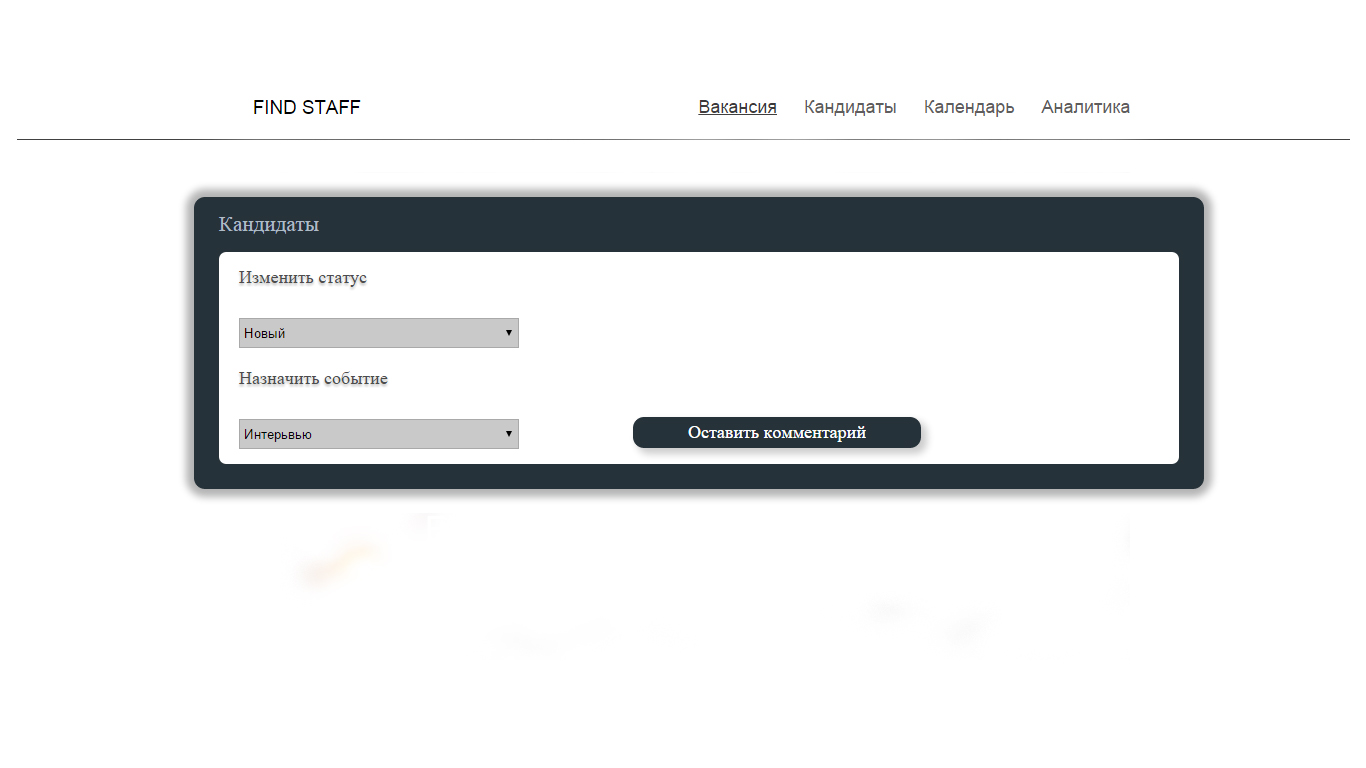 FIND STAFF Вакансия Кандидаты Календарь Аналитика
Кандидаты
Изменить статус
Новый
Назначить событие
Интерьвью Оставить комментарий